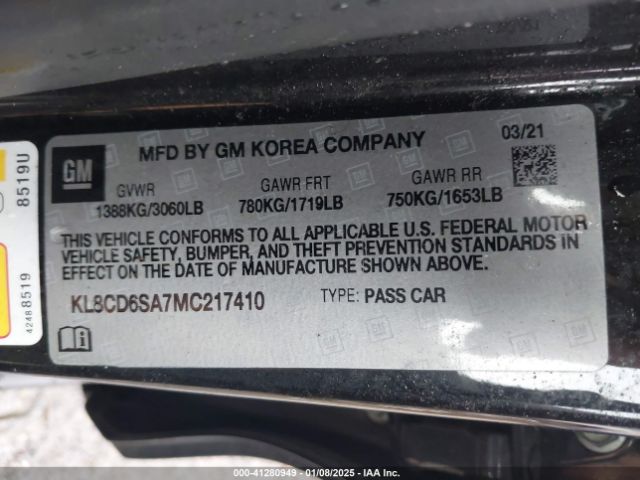 GM
MFD BY GM KOREA COMPANY
03/21
GVWR GAWR FRT GAWR RR
1388KG/3060LB 780KG/1719LB 750KG/1653LB
THIS VEHICLE CONFORMS TO ALL APPLICABLE U.S. FEDERAL MOTOR
VEHICLE SAFETY, BUMPER, AND THEFT PREVENTION STANDARDS IN
EFFECT ON THE DATE OF MANUFACTURE SHOWN ABOVE.
KL8CD6SA7MC217410 TYPE: PASS CAR
8519U
42488519
000-41280949 | 01/08/2025 | IAA